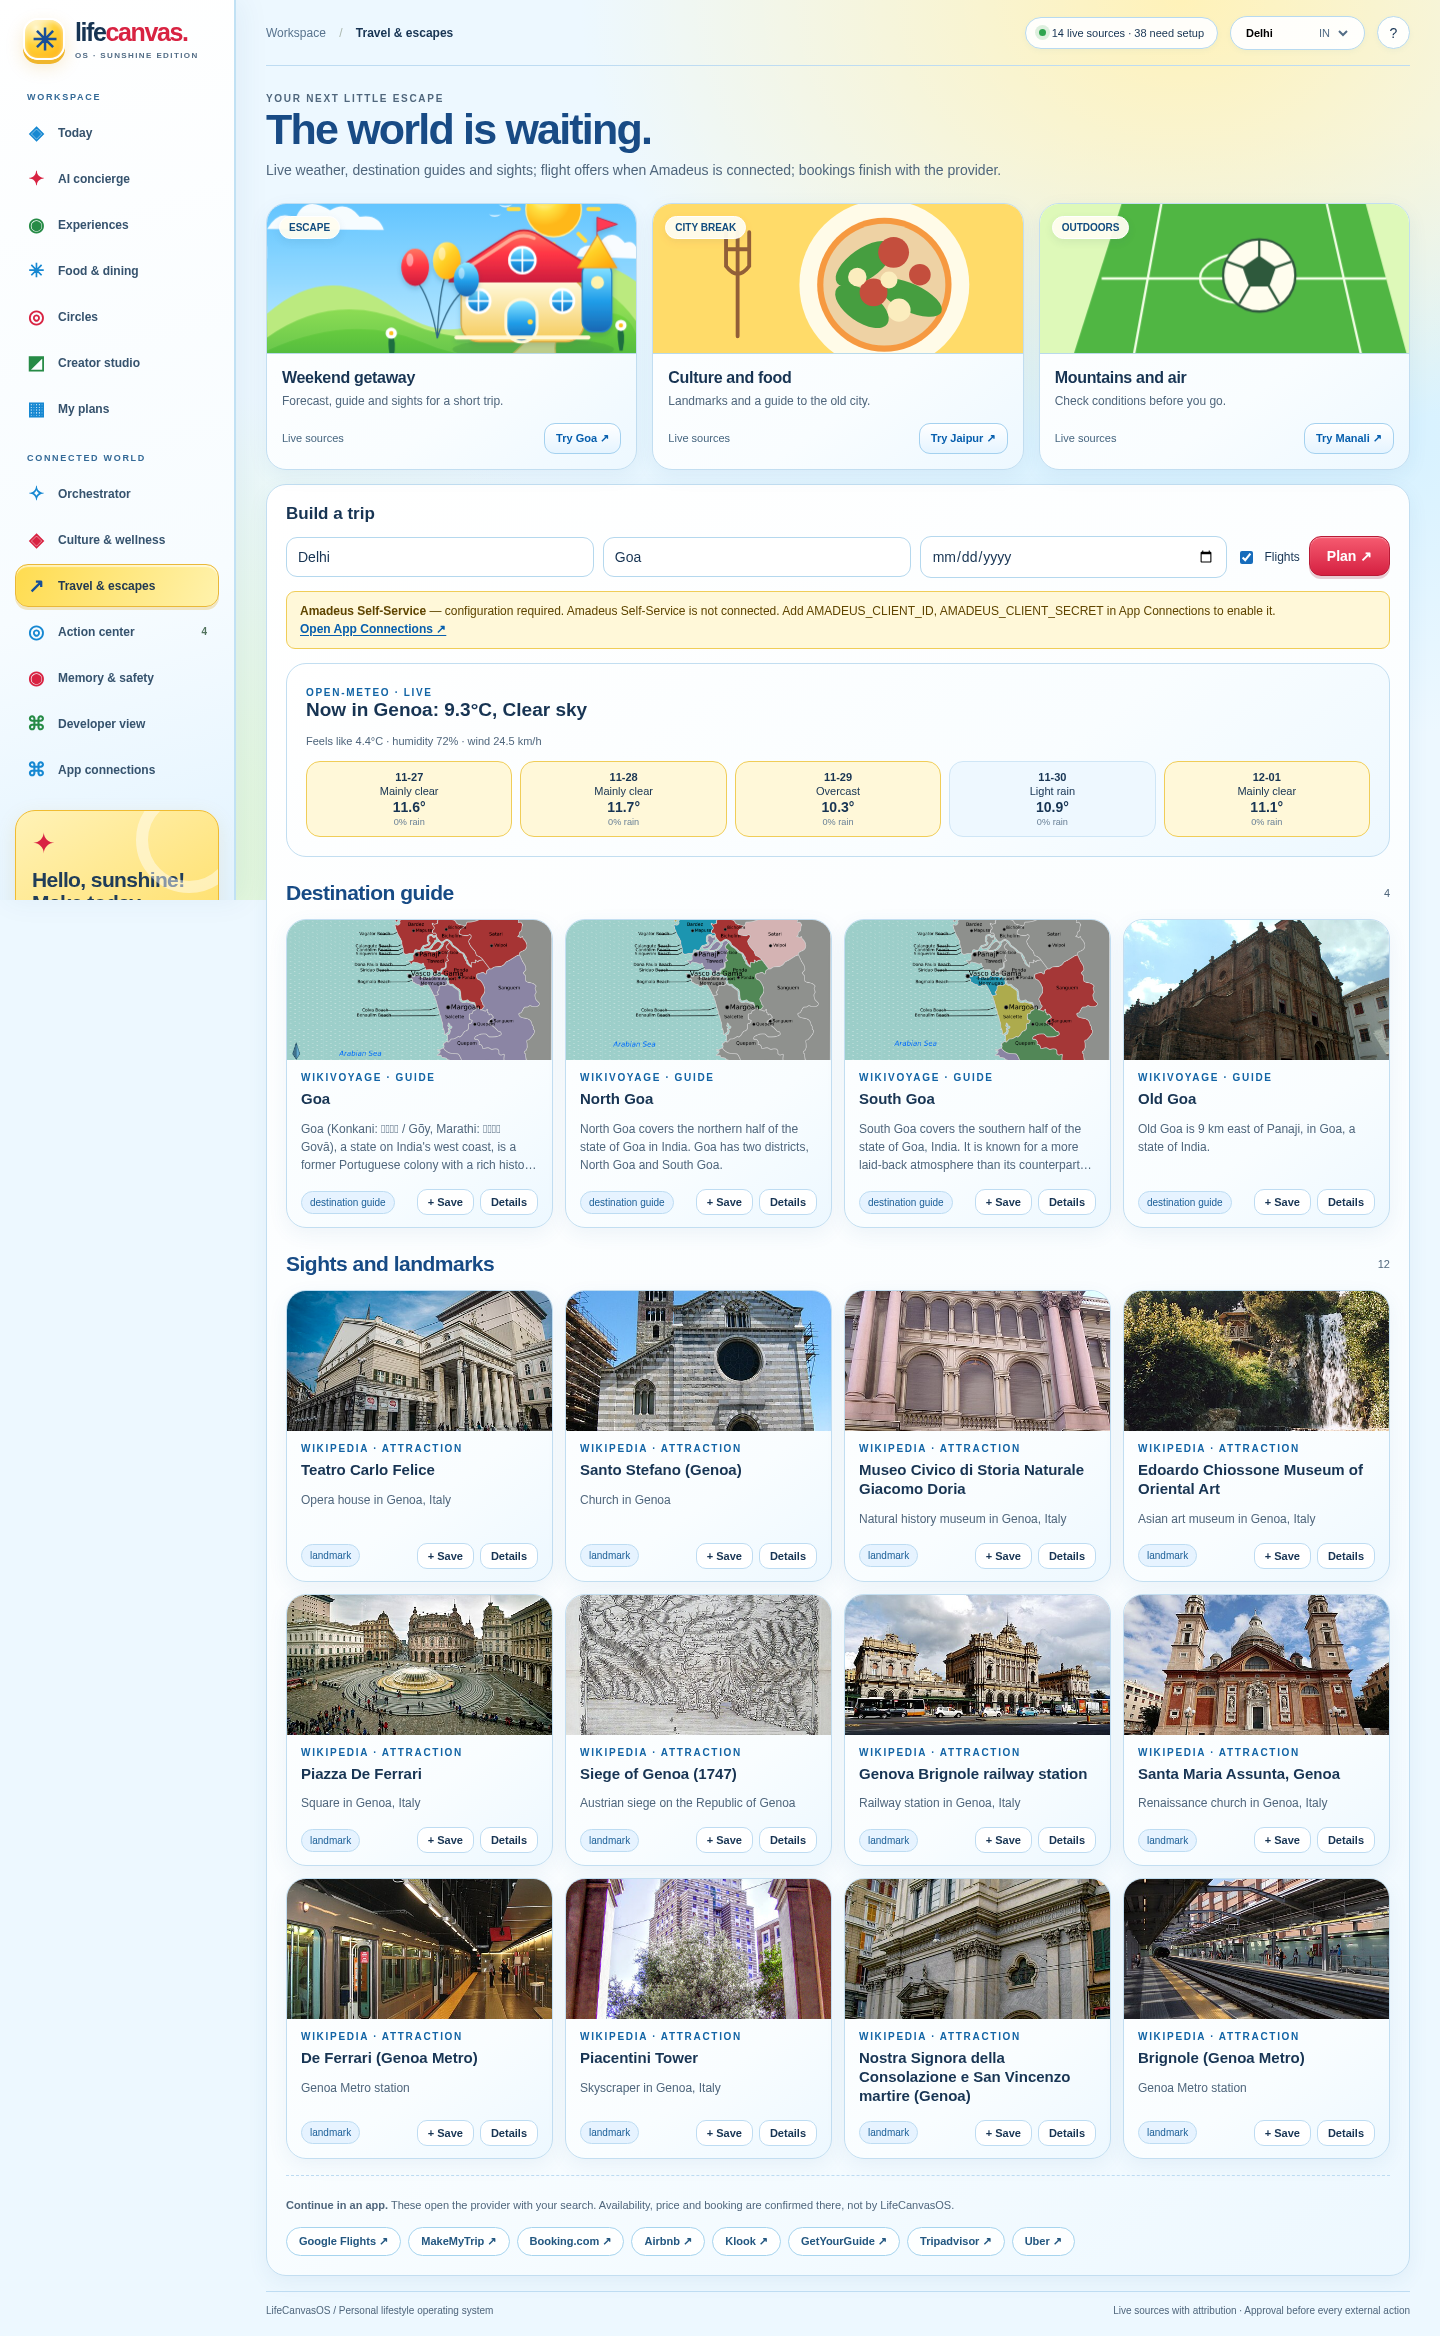 lifecanvas.
OS · SUNSHINE EDITION
WORKSPACE
Today
AI concierge
Experiences
Food & dining
Circles
Creator studio
My plans
CONNECTED WORLD
Orchestrator
Culture & wellness
Travel & escapes
Action center 4
Memory & safety
Developer view
App connections
Hello, sunshine!
Workspace / Travel & escapes
14 live sources · 38 need setup
Delhi IN
?
YOUR NEXT LITTLE ESCAPE
The world is waiting.
Live weather, destination guides and sights; flight offers when Amadeus is connected; bookings finish with the provider.
ESCAPE
Weekend getaway
Forecast, guide and sights for a short trip.
Live sources Try Goa ↗
CITY BREAK
Culture and food
Landmarks and a guide to the old city.
Live sources Try Jaipur ↗
OUTDOORS
Mountains and air
Check conditions before you go.
Live sources Try Manali ↗
Build a trip
Delhi Goa mm/dd/yyyy Flights Plan ↗
Amadeus Self-Service — configuration required. Amadeus Self-Service is not connected. Add AMADEUS_CLIENT_ID, AMADEUS_CLIENT_SECRET in App Connections to enable it.
Open App Connections ↗
OPEN-METEO · LIVE
Now in Genoa: 9.3°C, Clear sky
Feels like 4.4°C · humidity 72% · wind 24.5 km/h
11-27
Mainly clear
11.6°
0% rain
11-28
Mainly clear
11.7°
0% rain
11-29
Overcast
10.3°
0% rain
11-30
Light rain
10.9°
0% rain
12-01
Mainly clear
11.1°
0% rain
Destination guide 4
WIKIVOYAGE · GUIDE
Goa
Goa (Konkani: / Gõy, Marathi:
Govā), a state on India's west coast, is a
former Portuguese colony with a rich histo…
destination guide + Save Details
WIKIVOYAGE · GUIDE
North Goa
North Goa covers the northern half of the
state of Goa in India. Goa has two districts,
North Goa and South Goa.
destination guide + Save Details
WIKIVOYAGE · GUIDE
South Goa
South Goa covers the southern half of the
state of Goa, India. It is known for a more
laid-back atmosphere than its counterpart…
destination guide + Save Details
WIKIVOYAGE · GUIDE
Old Goa
Old Goa is 9 km east of Panaji, in Goa, a
state of India.
destination guide + Save Details
Sights and landmarks 12
WIKIPEDIA · ATTRACTION
Teatro Carlo Felice
Opera house in Genoa, Italy
landmark + Save Details
WIKIPEDIA · ATTRACTION
Santo Stefano (Genoa)
Church in Genoa
landmark + Save Details
WIKIPEDIA · ATTRACTION
Museo Civico di Storia Naturale
Giacomo Doria
Natural history museum in Genoa, Italy
landmark + Save Details
WIKIPEDIA · ATTRACTION
Edoardo Chiossone Museum of
Oriental Art
Asian art museum in Genoa, Italy
landmark + Save Details
WIKIPEDIA · ATTRACTION
Piazza De Ferrari
Square in Genoa, Italy
landmark + Save Details
WIKIPEDIA · ATTRACTION
Siege of Genoa (1747)
Austrian siege on the Republic of Genoa
landmark + Save Details
WIKIPEDIA · ATTRACTION
Genova Brignole railway station
Railway station in Genoa, Italy
landmark + Save Details
WIKIPEDIA · ATTRACTION
Santa Maria Assunta, Genoa
Renaissance church in Genoa, Italy
landmark + Save Details
WIKIPEDIA · ATTRACTION
De Ferrari (Genoa Metro)
Genoa Metro station
landmark + Save Details
WIKIPEDIA · ATTRACTION
Piacentini Tower
Skyscraper in Genoa, Italy
landmark + Save Details
WIKIPEDIA · ATTRACTION
Nostra Signora della
Consolazione e San Vincenzo
martire (Genoa)
landmark + Save Details
WIKIPEDIA · ATTRACTION
Brignole (Genoa Metro)
Genoa Metro station
landmark + Save Details
Continue in an app. These open the provider with your search. Availability, price and booking are confirmed there, not by LifeCanvasOS.
Google Flights ↗ MakeMyTrip ↗ Booking.com ↗ Airbnb ↗ Klook ↗ GetYourGuide ↗ Tripadvisor ↗ Uber ↗
LifeCanvasOS / Personal lifestyle operating system
Live sources with attribution · Approval before every external action